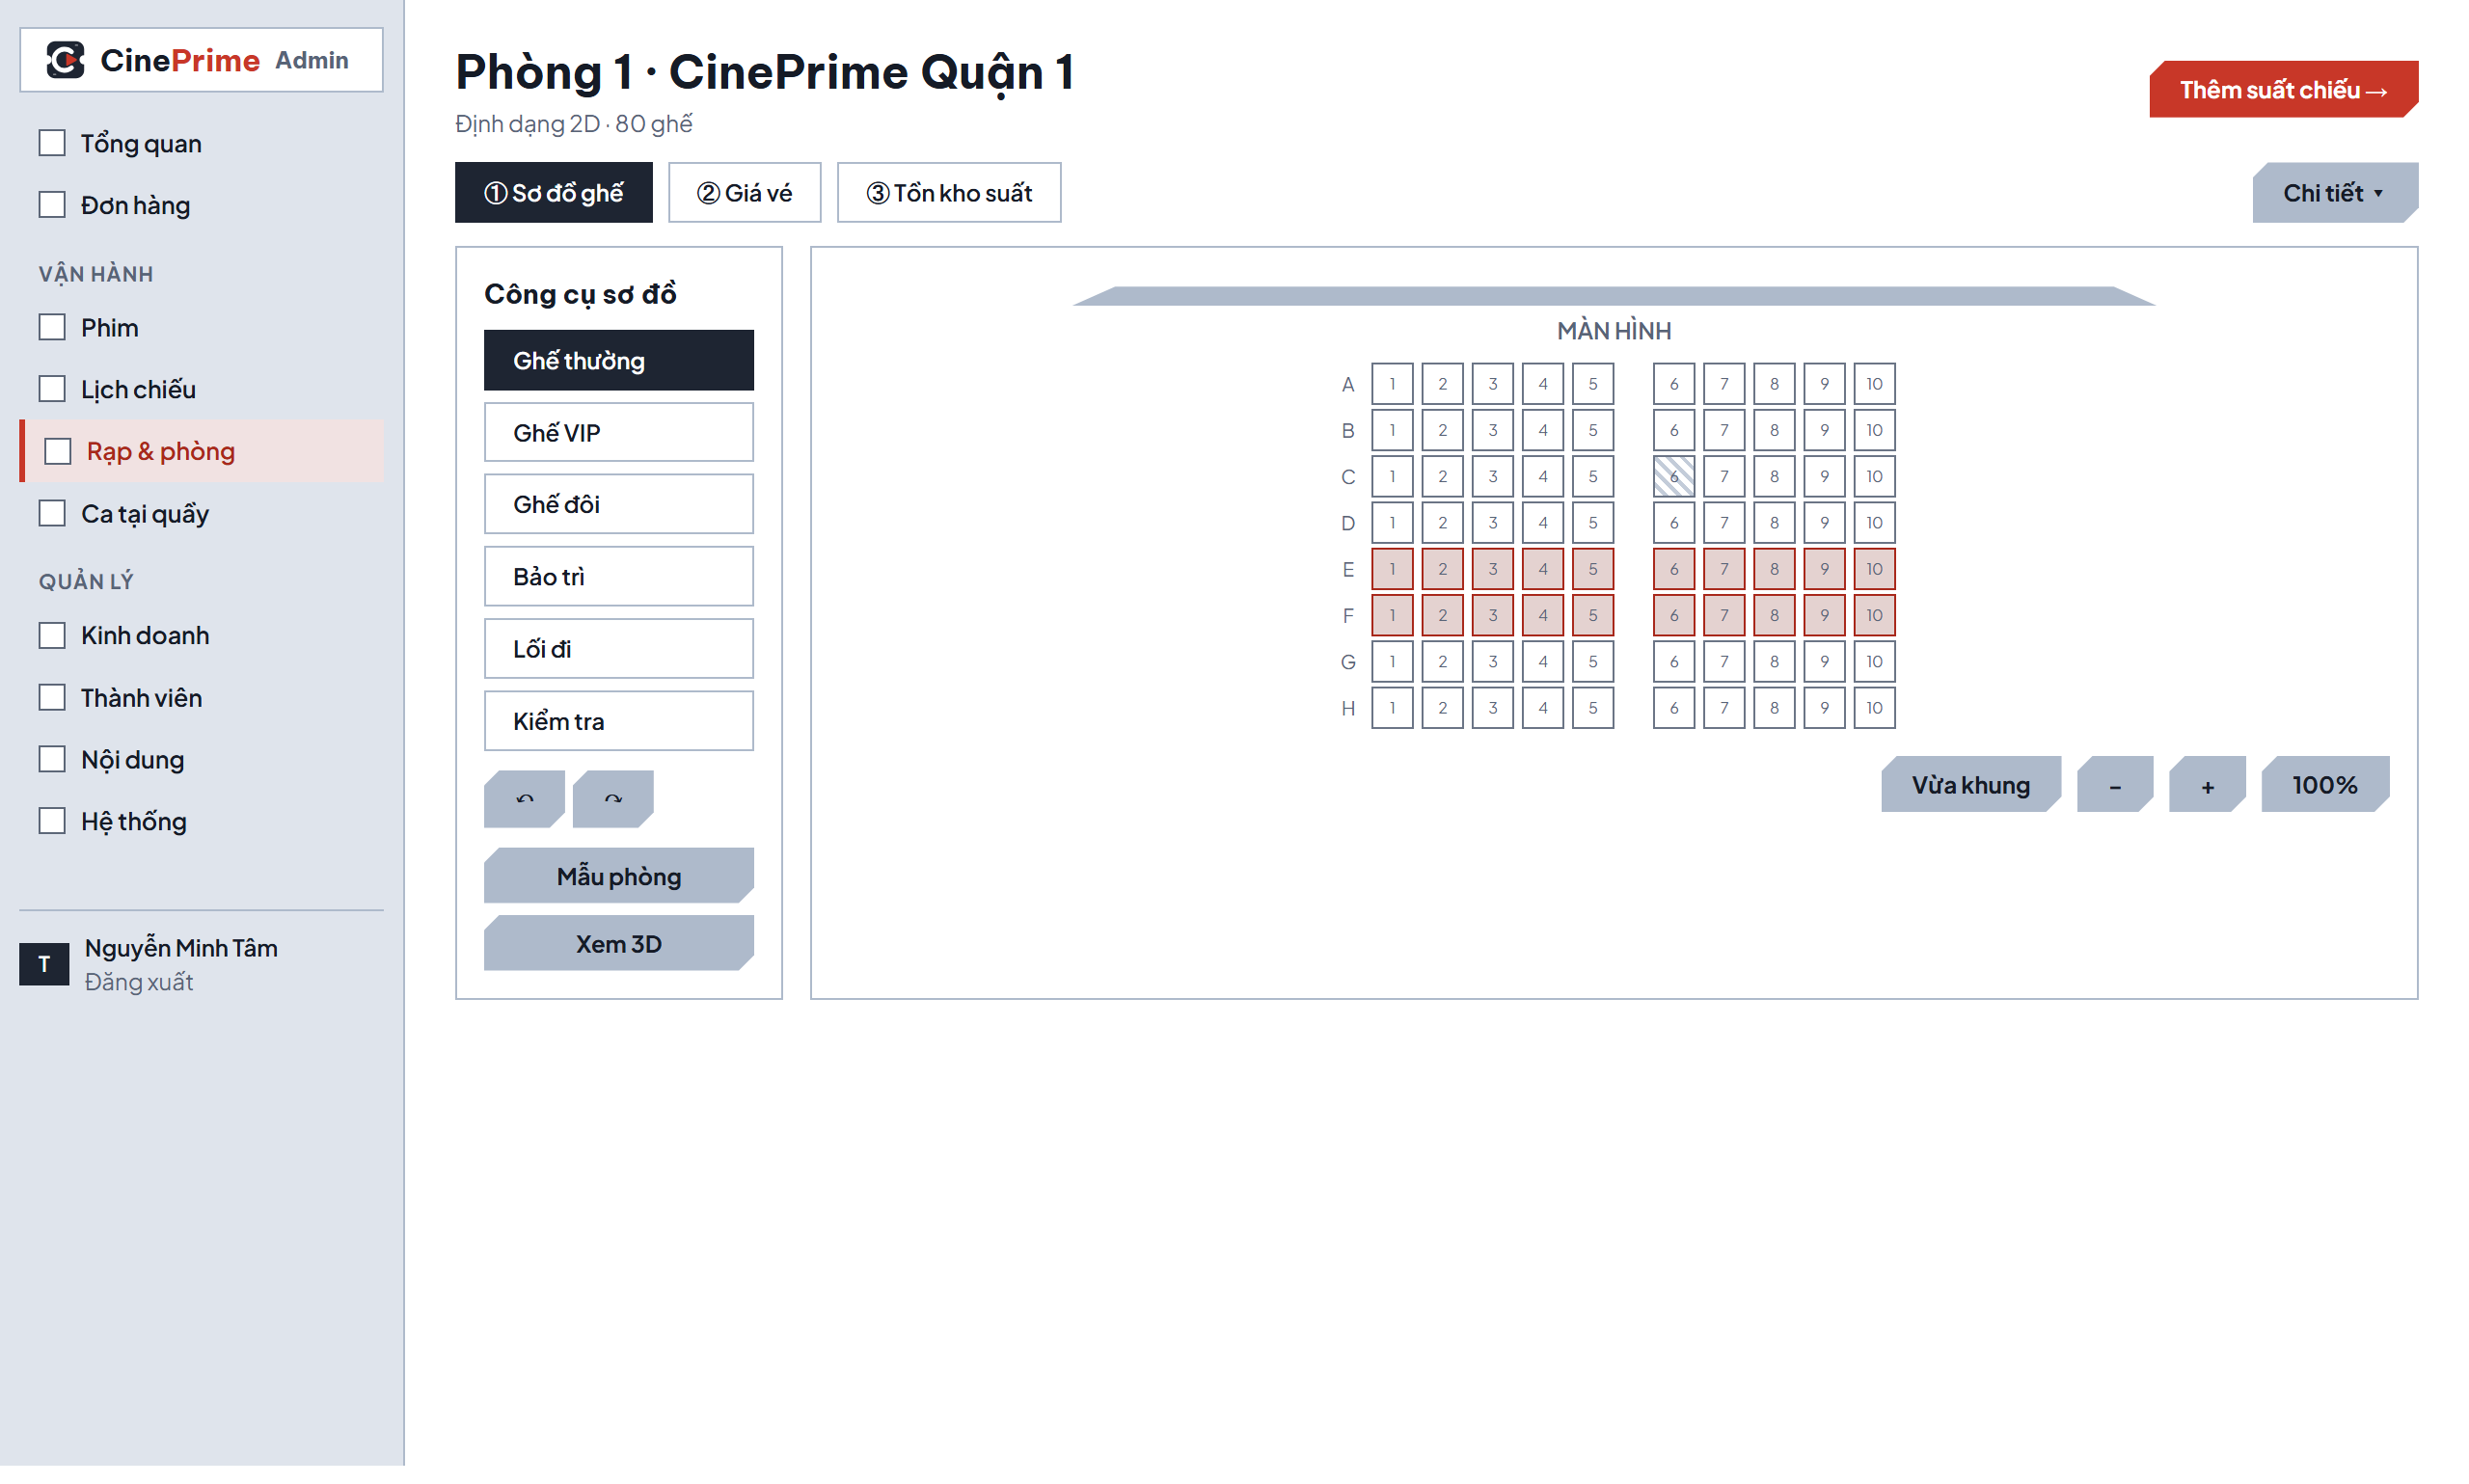 CinePrime Admin
Tổng quan
Đơn hàng
VẬN HÀNH
Phim
Lịch chiếu
Rạp & phòng
Ca tại quầy
QUẢN LÝ
Kinh doanh
Thành viên
Nội dung
Hệ thống
T
Nguyễn Minh Tâm
Đăng xuất
Phòng 1 · CinePrime Quận 1
Định dạng 2D · 80 ghế
Thêm suất chiếu →
① Sơ đồ ghế
② Giá vé
③ Tồn kho suất
Chi tiết ▾
Công cụ sơ đồ
Ghế thường
Ghế VIP
Ghế đôi
Bảo trì
Lối đi
Kiểm tra
↶ ↷
Mẫu phòng
Xem 3D
MÀN HÌNH
A 1 2 3 4 5 6 7 8 9 10
B 1 2 3 4 5 6 7 8 9 10
C 1 2 3 4 5 6 7 8 9 10
D 1 2 3 4 5 6 7 8 9 10
E 1 2 3 4 5 6 7 8 9 10
F 1 2 3 4 5 6 7 8 9 10
G 1 2 3 4 5 6 7 8 9 10
H 1 2 3 4 5 6 7 8 9 10
Vừa khung
−
+
100%